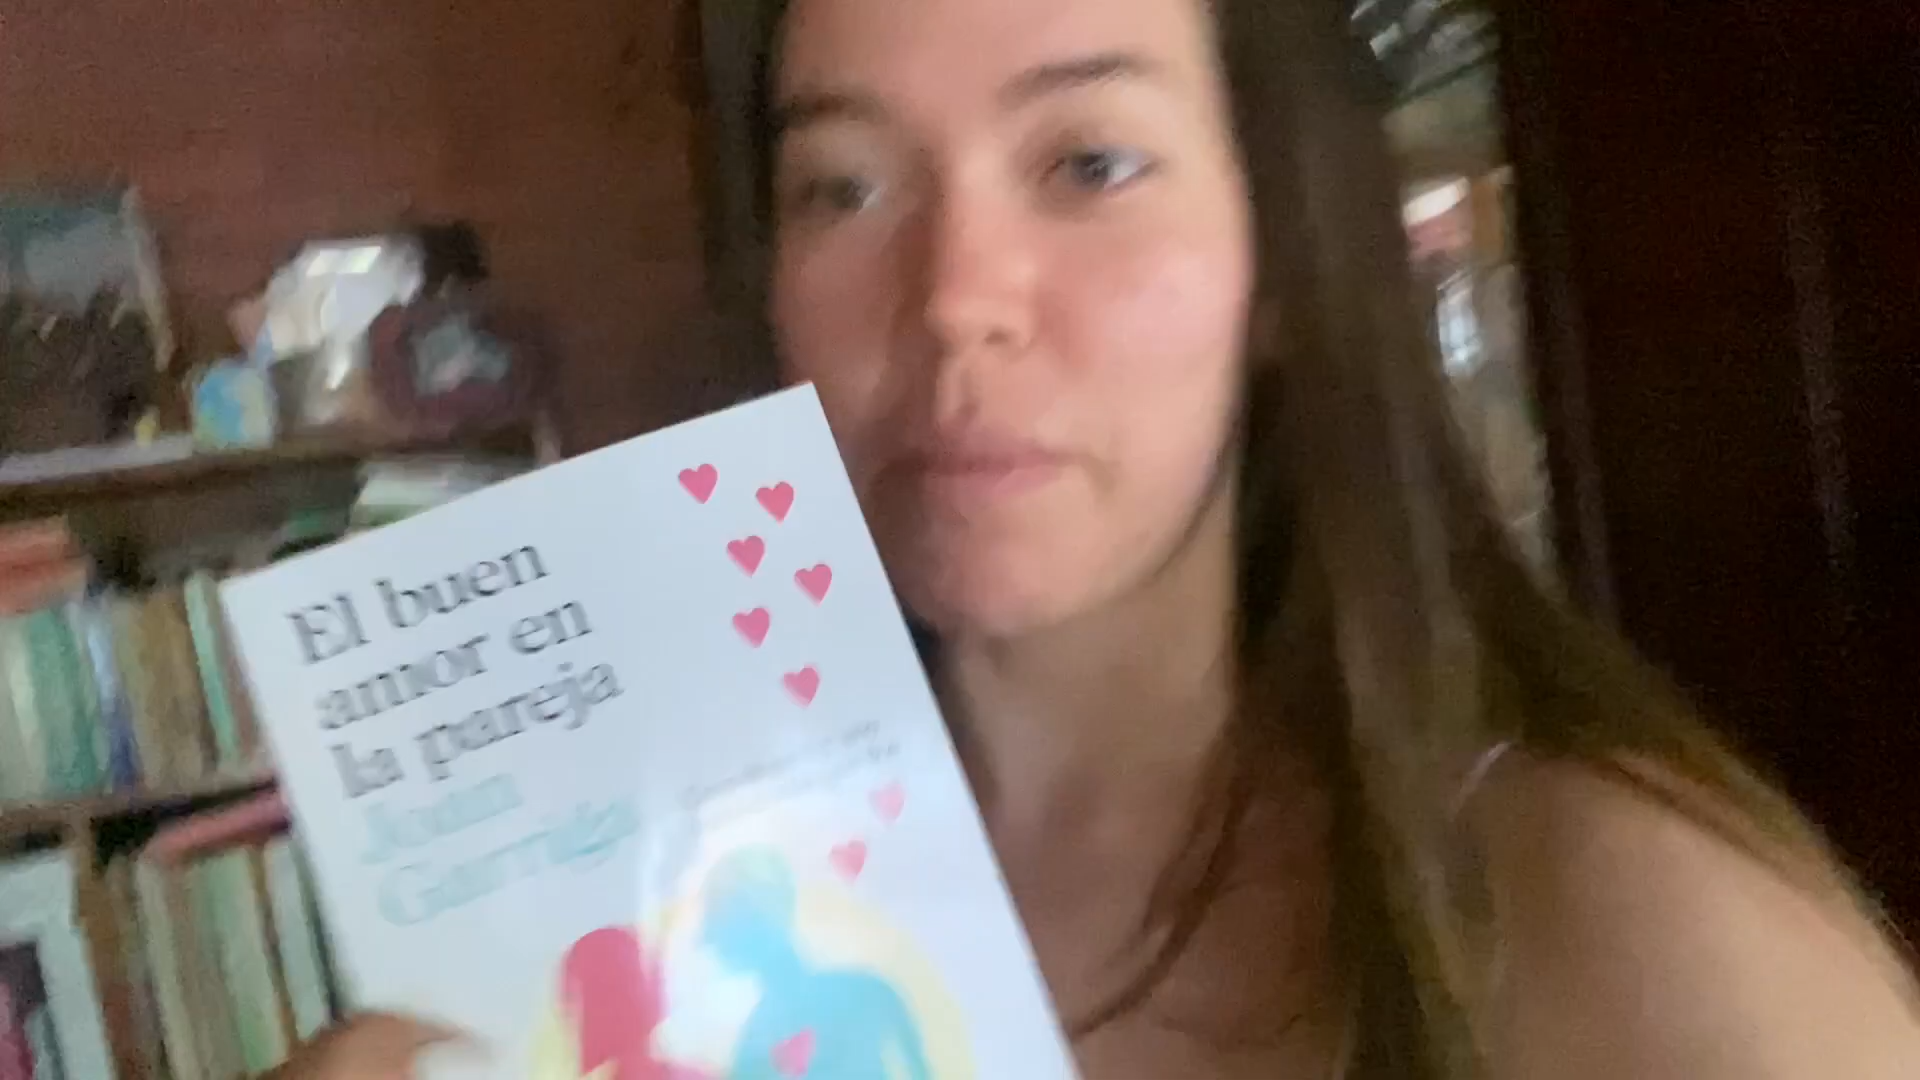 El buen
amor en
la pareja
Joan
Garriga